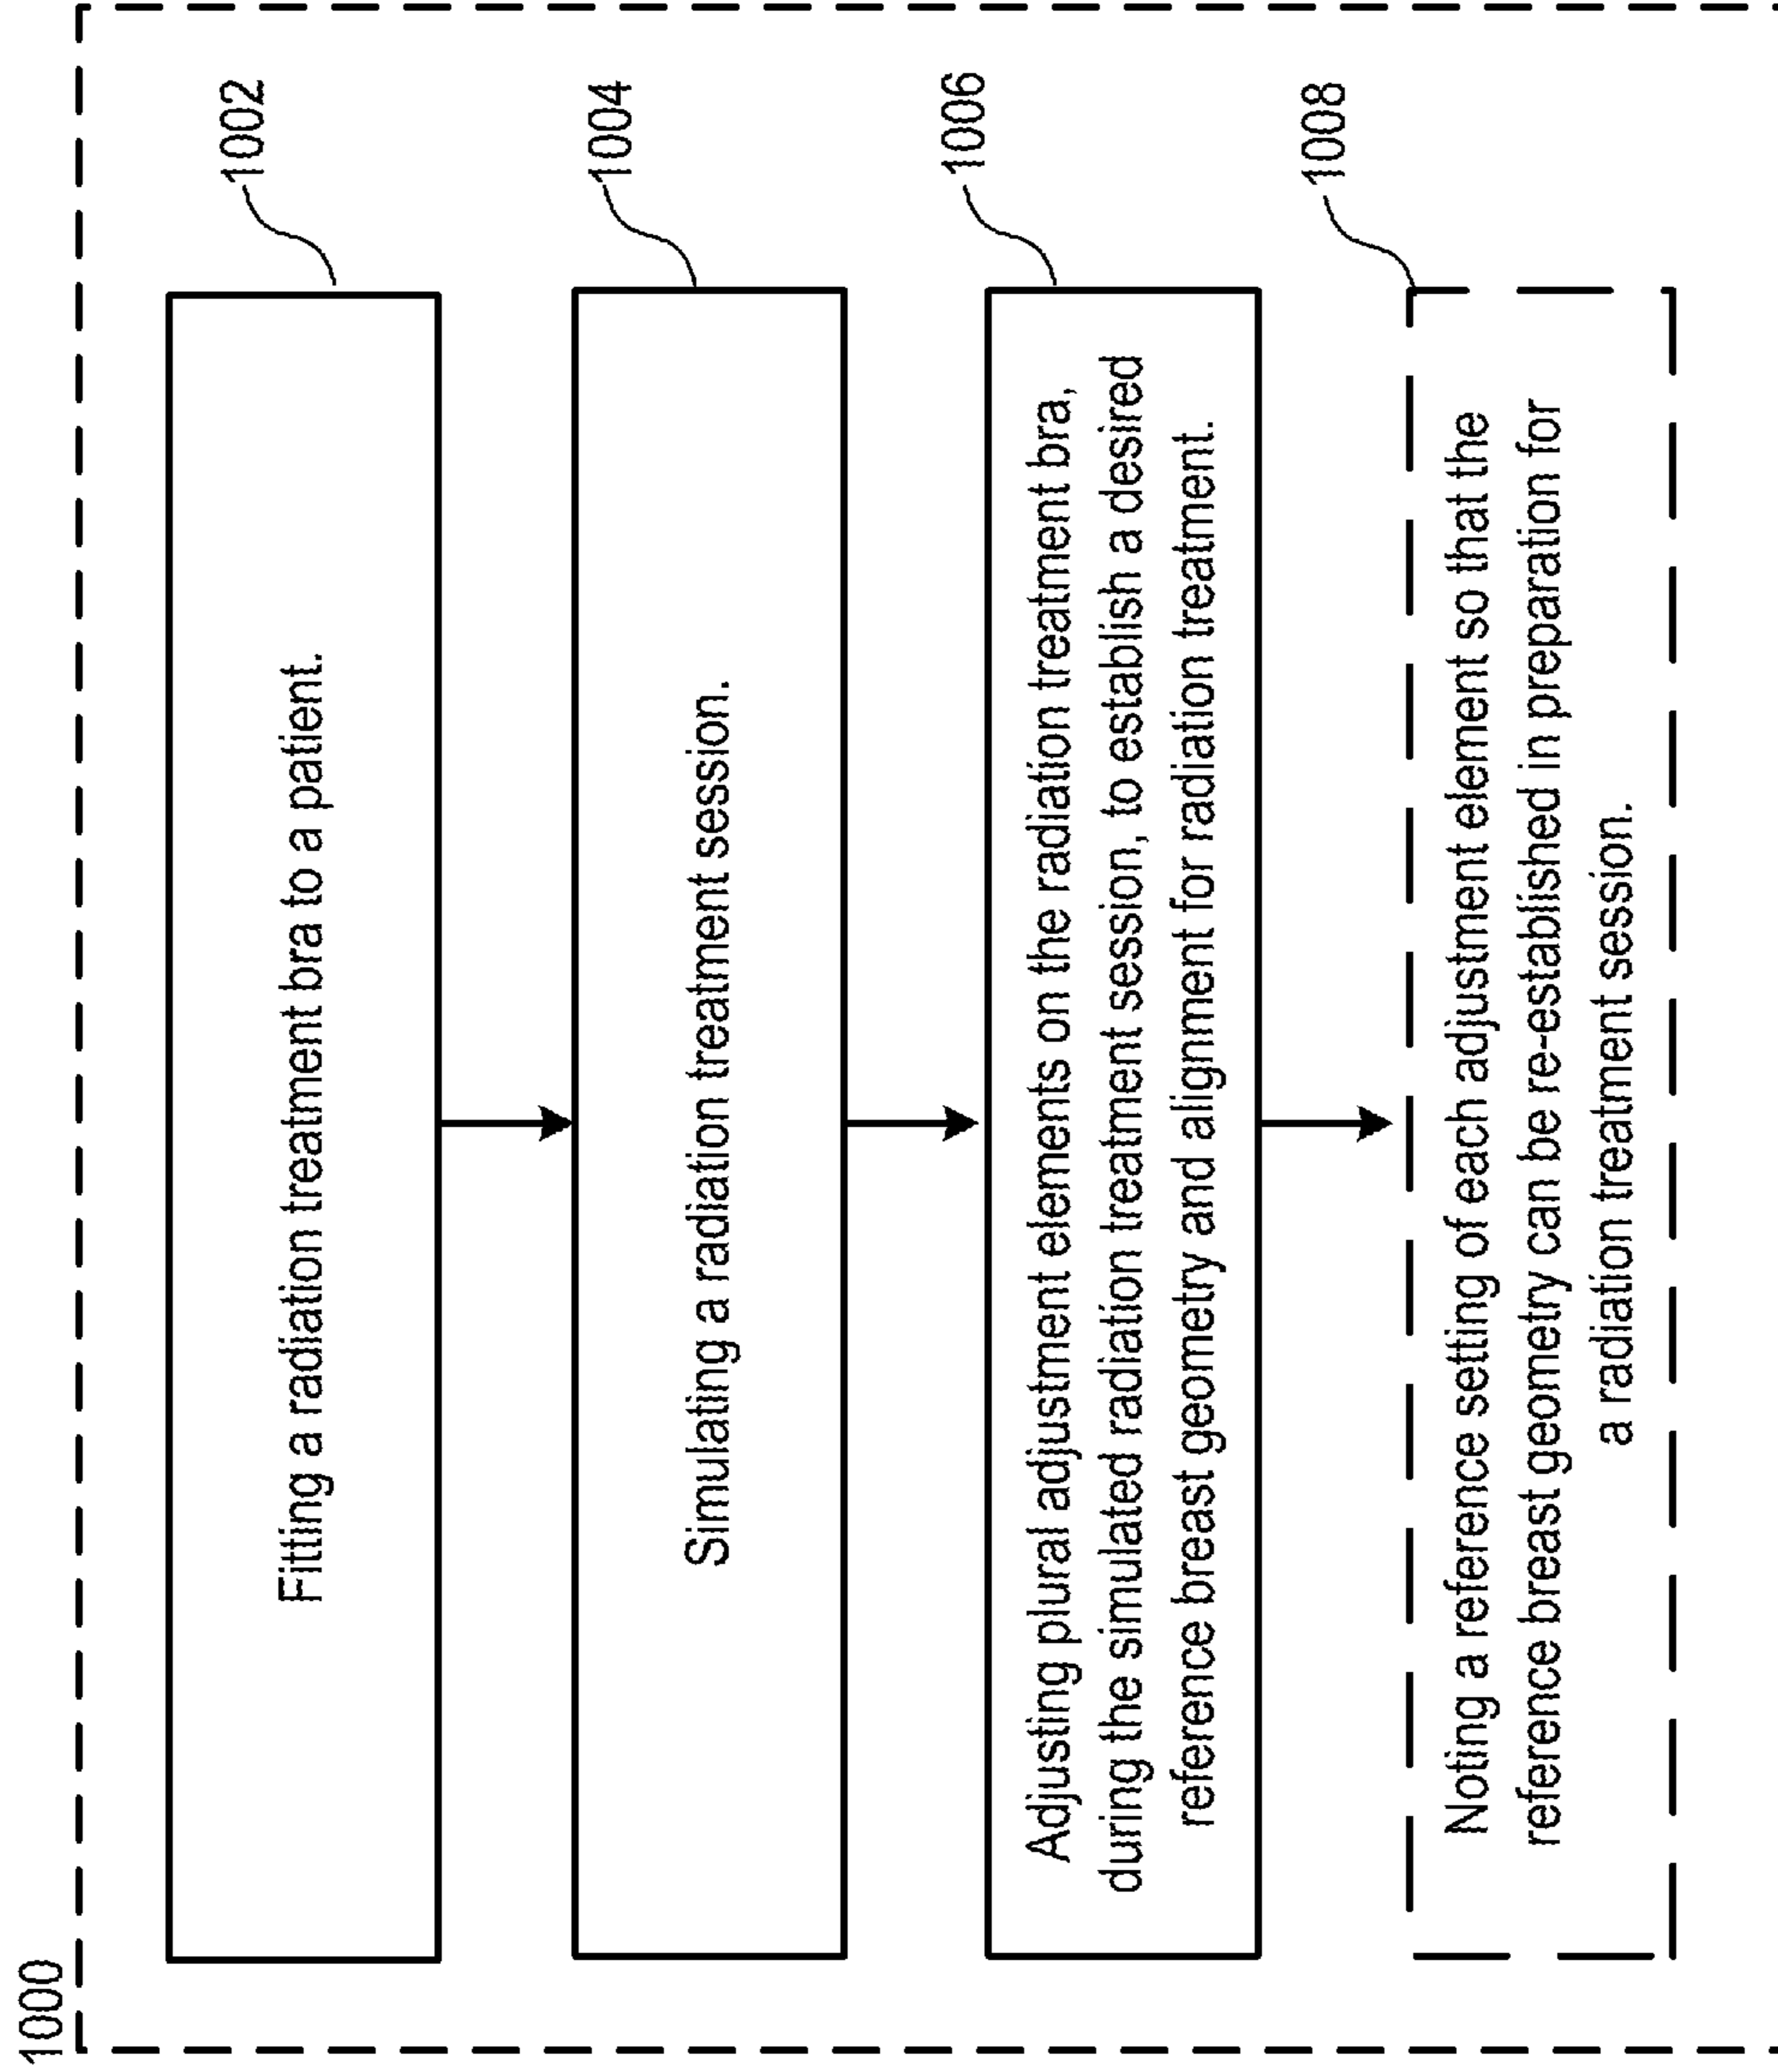 1000
Fitting a radiation treatment bra to a patient.
1002
Simulating a radiation treatment session.
1004
Adjusting plural adjustment elements on the radiation treatment bra,
during the simulated radiation treatment session, to establish a desired
reference breast geometry and alignment for radiation treatment.
1006
Noting a reference setting of each adjustment element so that the
reference breast geometry can be re-established in preparation for
a radiation treatment session.
1008